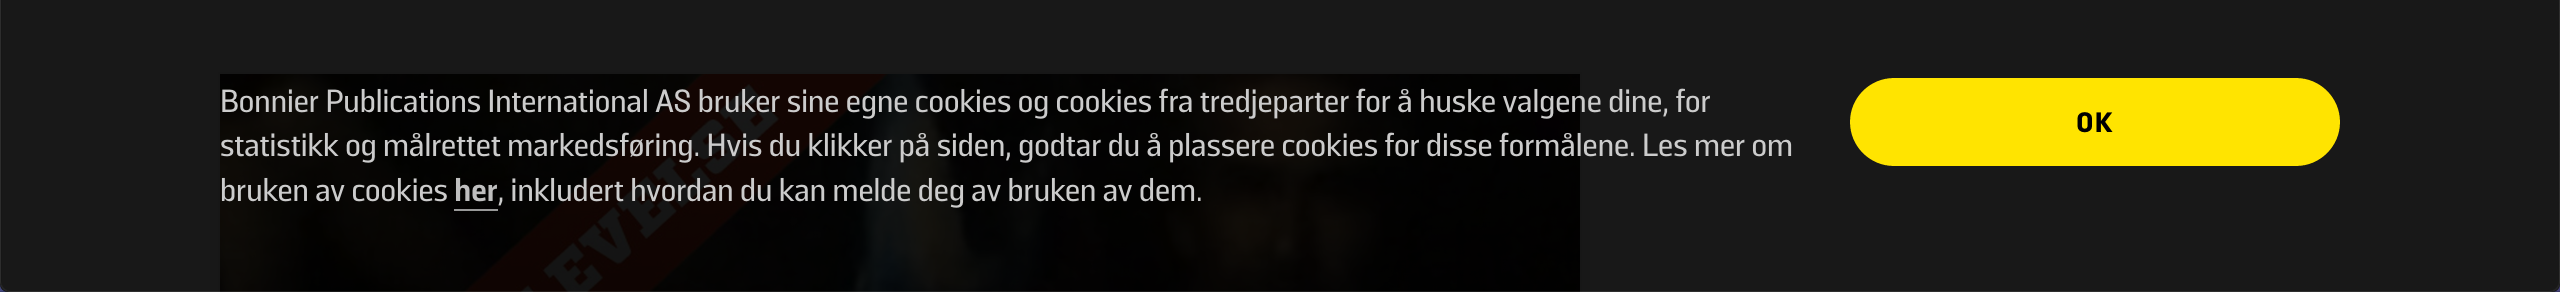 Bonnier Publications International AS bruker sine egne cookies og cookies fra tredjeparter for å huske valgene dine, for
statistikk og målrettet markedsføring. Hvis du klikker på siden, godtar du å plassere cookies for disse formålene. Les mer om
bruken av cookies her, inkludert hvordan du kan melde deg av bruken av dem.
OK